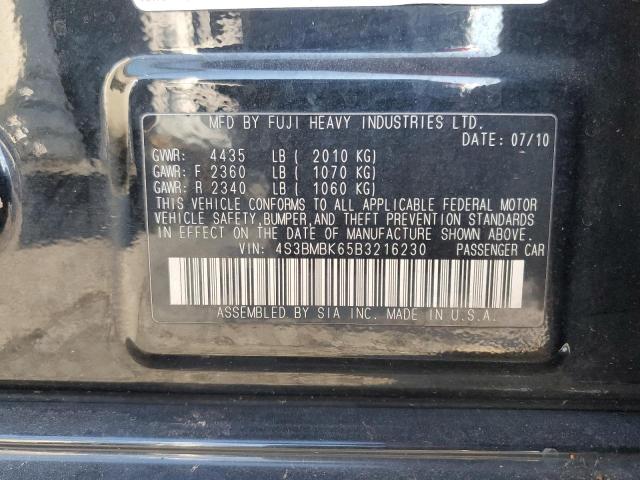 MFD BY FUJI HEAVY INDUSTRIES LTD.
DATE: 07/10
GVWR: 4435 LB ( 2010 KG)
GAWR: F 2360 LB ( 1070 KG)
GAWR: R 2340 LB ( 1060 KG)
THIS VEHICLE CONFORMS TO ALL APPLICABLE FEDERAL MOTOR
VEHICLE SAFETY, BUMPER, AND THEFT PREVENTION STANDARDS
IN EFFECT ON THE DATE OF MANUFACTURE SHOWN ABOVE.
VIN: 4S3BMBK65B3216230 PASSENGER CAR
ASSEMBLED BY SIA INC. MADE IN U.S.A.